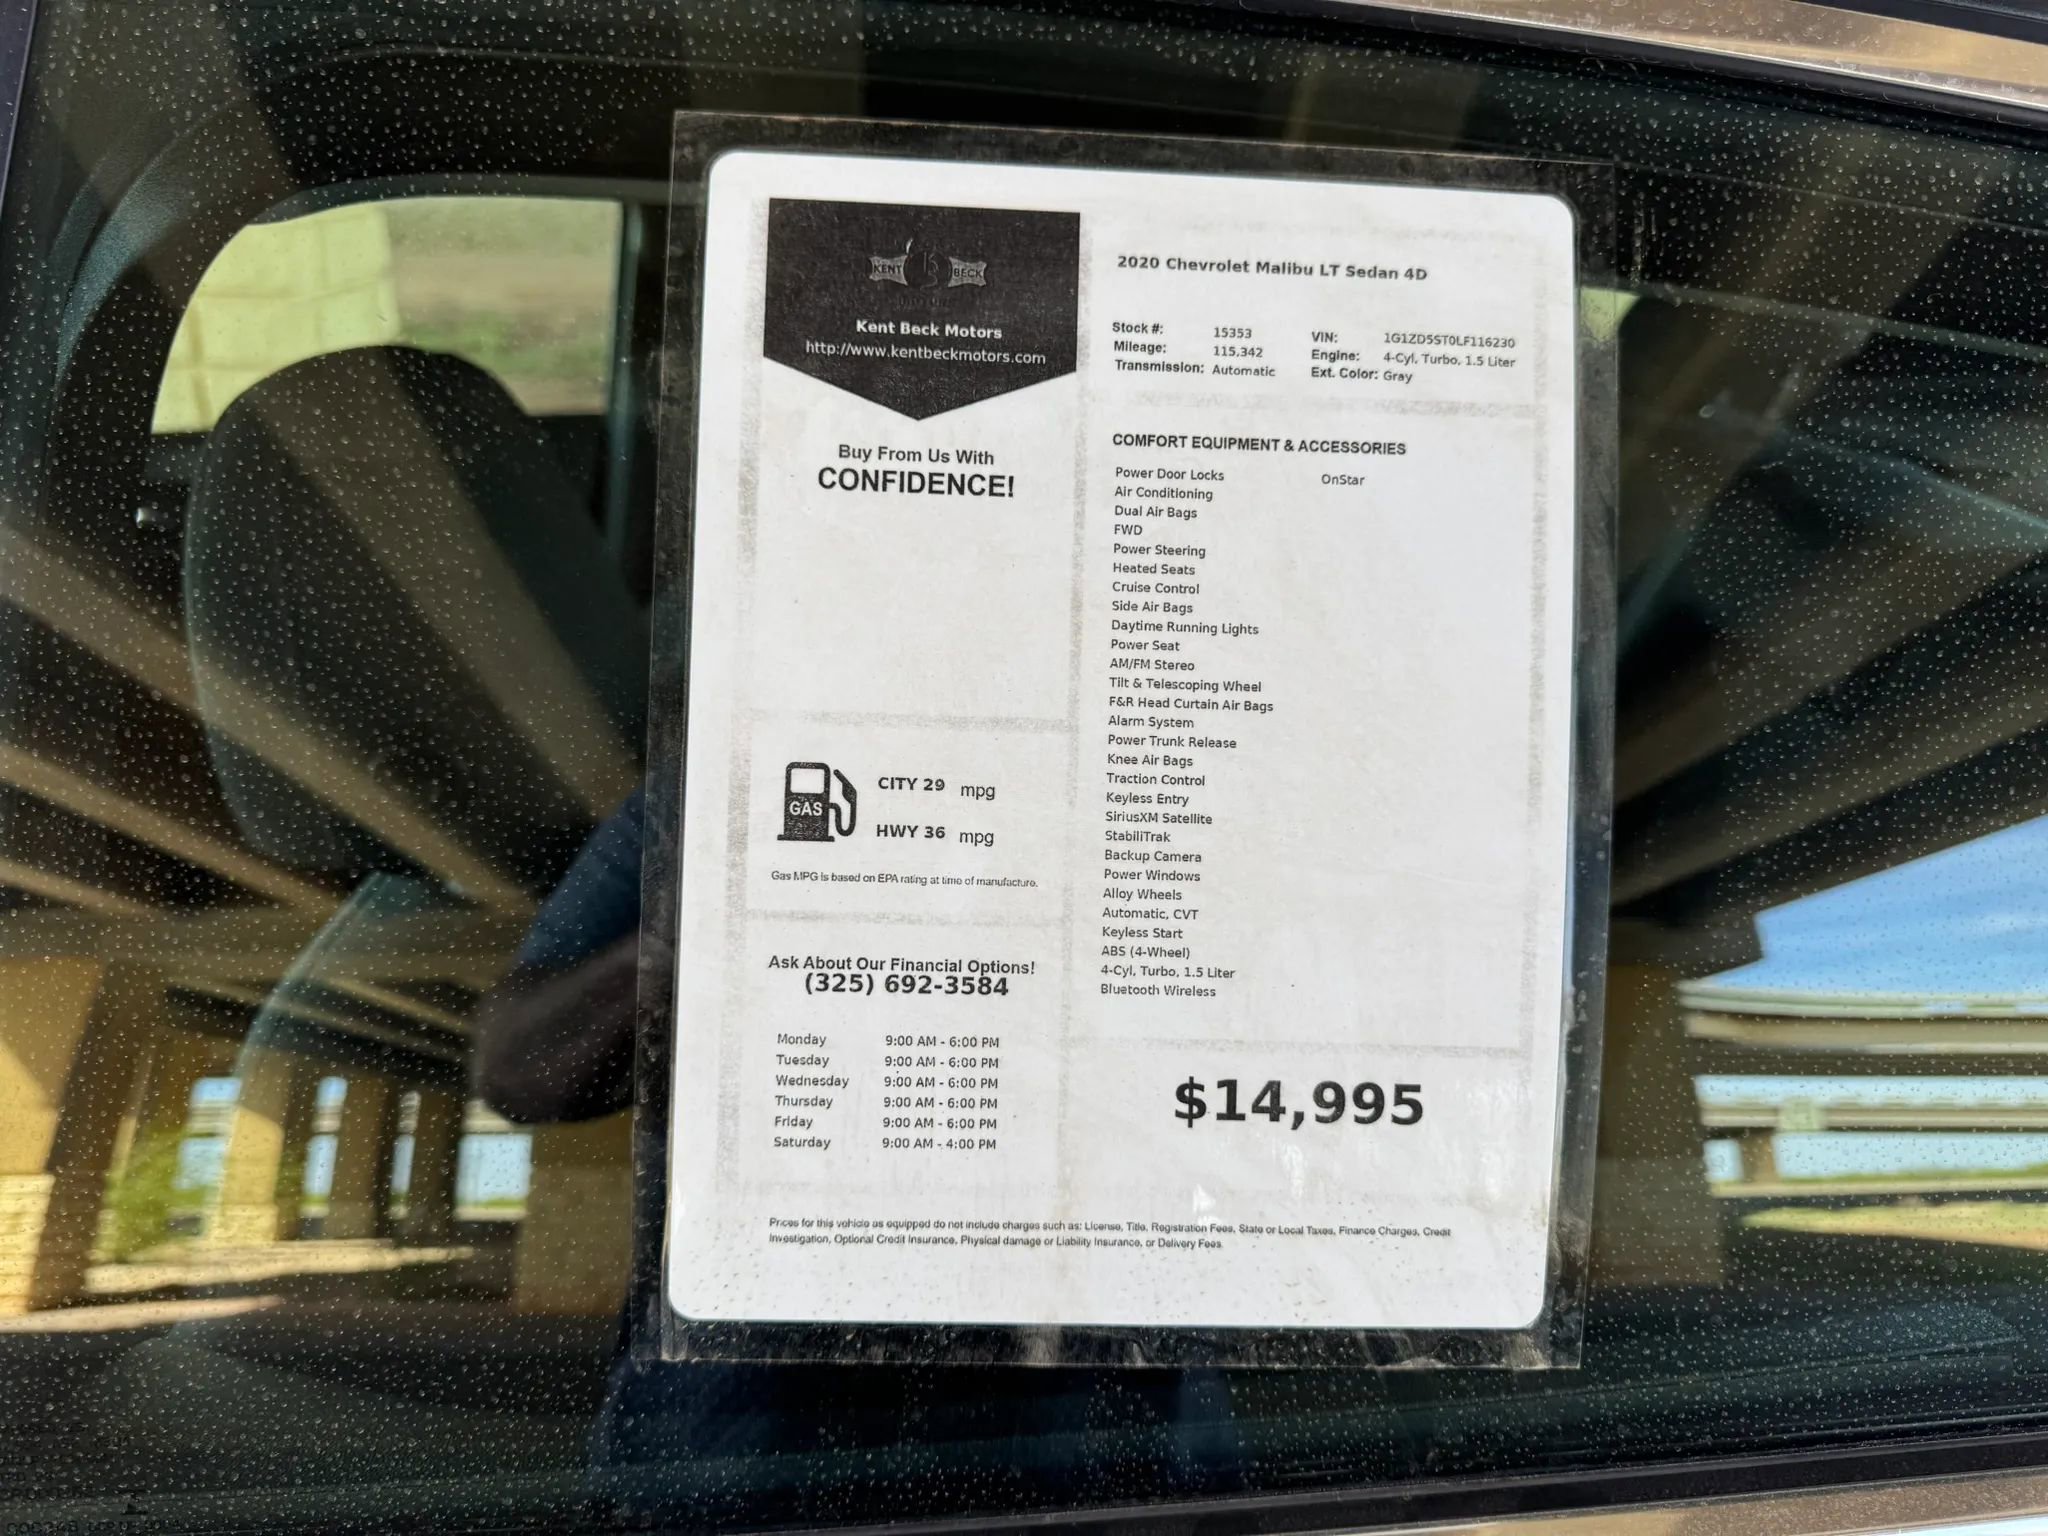 KENT BECK
Kent Beck Motors
http://www.kentbeckmotors.com
Buy From Us With
CONFIDENCE!
GAS
CITY 29 mpg
HWY 36 mpg
Gas MPG is based on EPA rating at time of manufacture.
Ask About Our Financial Options!
(325) 692-3584
Monday 9:00 AM - 6:00 PM
Tuesday 9:00 AM - 6:00 PM
Wednesday 9:00 AM - 6:00 PM
Thursday 9:00 AM - 6:00 PM
Friday 9:00 AM - 6:00 PM
Saturday 9:00 AM - 4:00 PM
2020 Chevrolet Malibu LT Sedan 4D
Stock #: 15353 VIN: 1G1ZD5ST0LF116230
Mileage: 115,342 Engine: 4-Cyl, Turbo, 1.5 Liter
Transmission: Automatic Ext. Color: Gray
COMFORT EQUIPMENT & ACCESSORIES
Power Door Locks OnStar
Air Conditioning
Dual Air Bags
FWD
Power Steering
Heated Seats
Cruise Control
Side Air Bags
Daytime Running Lights
Power Seat
AM/FM Stereo
Tilt & Telescoping Wheel
F&R Head Curtain Air Bags
Alarm System
Power Trunk Release
Knee Air Bags
Traction Control
Keyless Entry
SiriusXM Satellite
StabiliTrak
Backup Camera
Power Windows
Alloy Wheels
Automatic, CVT
Keyless Start
ABS (4-Wheel)
4-Cyl, Turbo, 1.5 Liter
Bluetooth Wireless
$14,995
Prices for this vehicle as equipped do not include charges such as: License, Title, Registration Fees, State or Local Taxes, Finance Charges, Credit
Investigation, Optional Credit Insurance, Physical damage or Liability Insurance, or Delivery Fees